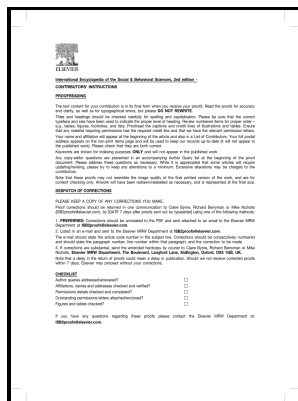 ELSEVIER
International Encyclopedia of the Social & Behavioral Sciences, 2nd edition -
CONTRIBUTORS' INSTRUCTIONS
PROOFREADING
The text content for your contribution is in its final form when you receive your proofs. Read the proofs for accuracy
and clarity, as well as for typographical errors, but please DO NOT REWRITE.
Titles and headings should be checked carefully for spelling and capitalization. Please be sure that the correct
typeface and size have been used to indicate the proper level of heading. Review numbered items for proper order –
e.g., tables, figures, footnotes, and lists. Proofread the captions and credit lines of illustrations and tables. Ensure
that any material requiring permissions has the required credit line and that we have the relevant permission letters.
Your name and affiliation will appear at the beginning of the article and also in a List of Contributors. Your full postal
address appears on the non-print items page and will be used to keep our records up-to-date (it will not appear in
the published work). Please check that they are both correct.
Keywords are shown for indexing purposes ONLY and will not appear in the published work.
Any copy-editor questions are presented in an accompanying Author Query list at the beginning of the proof
document. Please address these questions as necessary. While it is appreciated that some articles will require
updating/revising, please try to keep any alterations to a minimum. Excessive alterations may be charged to the
contributors.
Note that these proofs may not resemble the image quality of the final printed version of the work, and are for
content checking only. Artwork will have been redrawn/relabelled as necessary, and is represented at the final size.
DESPATCH OF CORRECTIONS
PLEASE KEEP A COPY OF ANY CORRECTIONS YOU MAKE.
Proof corrections should be returned in one communication to Claire Byrne, Richard Berryman or Mike Nicholls
(ISB2proofs@elsevier.com), by [DATE 7 days after proofs sent out by typesetter] using one of the following methods:
1. PREFERRED: Corrections should be annotated to the PDF and sent attached to an email to Elsevier MRW
Department at ISB2proofs@elsevier.com.
2. Listed in an e-mail and sent to the Elsevier MRW Department at ISB2proofs@elsevier.com.
The e-mail should state the article code number in the subject line. Corrections should be consecutively numbered
and should state the paragraph number, line number within that paragraph, and the correction to be made.
3. If corrections are substantial, send the amended hardcopy by courier to Claire Byrne, Richard Berryman or Mike
Nicholls, Elsevier MRW Department, The Boulevard, Langford Lane, Kidlington, Oxford, OX5 1GB, UK.
Note that a delay in the return of proofs could mean a delay in publication. Should we not receive corrected proofs
within 7 days, Elsevier may proceed without your corrections.
CHECKLIST
Author queries addressed/answered?
Affiliations, names and addresses checked and verified?
Permissions details checked and completed?
Outstanding permissions letters attached/enclosed?
Figures and tables checked?
If you have any questions regarding these proofs please contact the Elsevier MRW Department at:
ISB2proofs@elsevier.com.